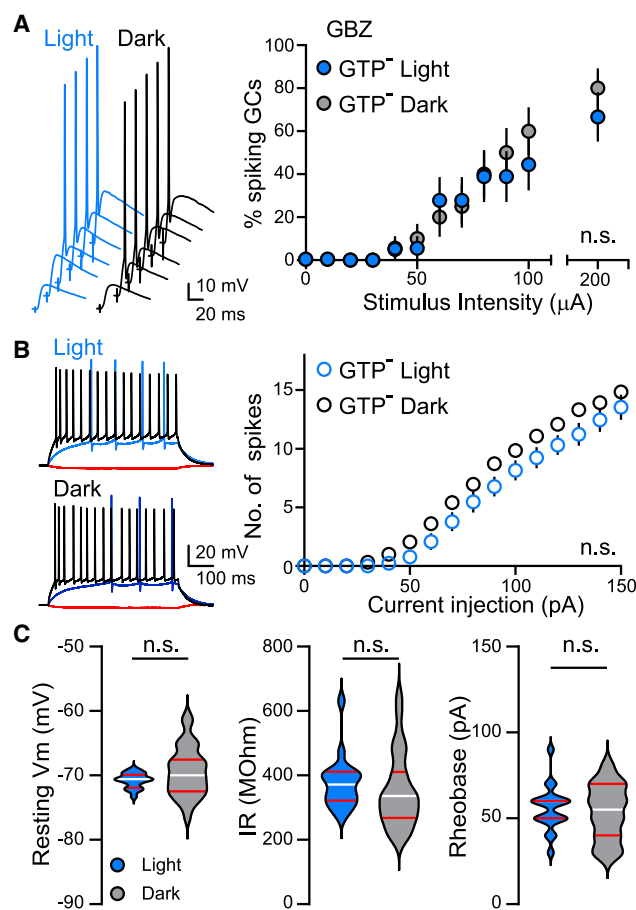 A
Light Dark
10 mV
20 ms
GBZ
GTP⁻ Light
GTP⁻ Dark
% spiking GCs
100
80
60
40
20
0
0 50 100 200
n.s.
Stimulus Intensity (µA)
B
Light
Dark
20 mV
100 ms
GTP⁻ Light
GTP⁻ Dark
No. of spikes
15
10
5
0
0 50 100 150
n.s.
Current injection (pA)
C
Resting Vm (mV)
-50
-60
-70
-80
-90
n.s.
Light
Dark
IR (MOhm)
800
600
400
200
0
n.s.
Rheobase (pA)
150
100
50
0
n.s.